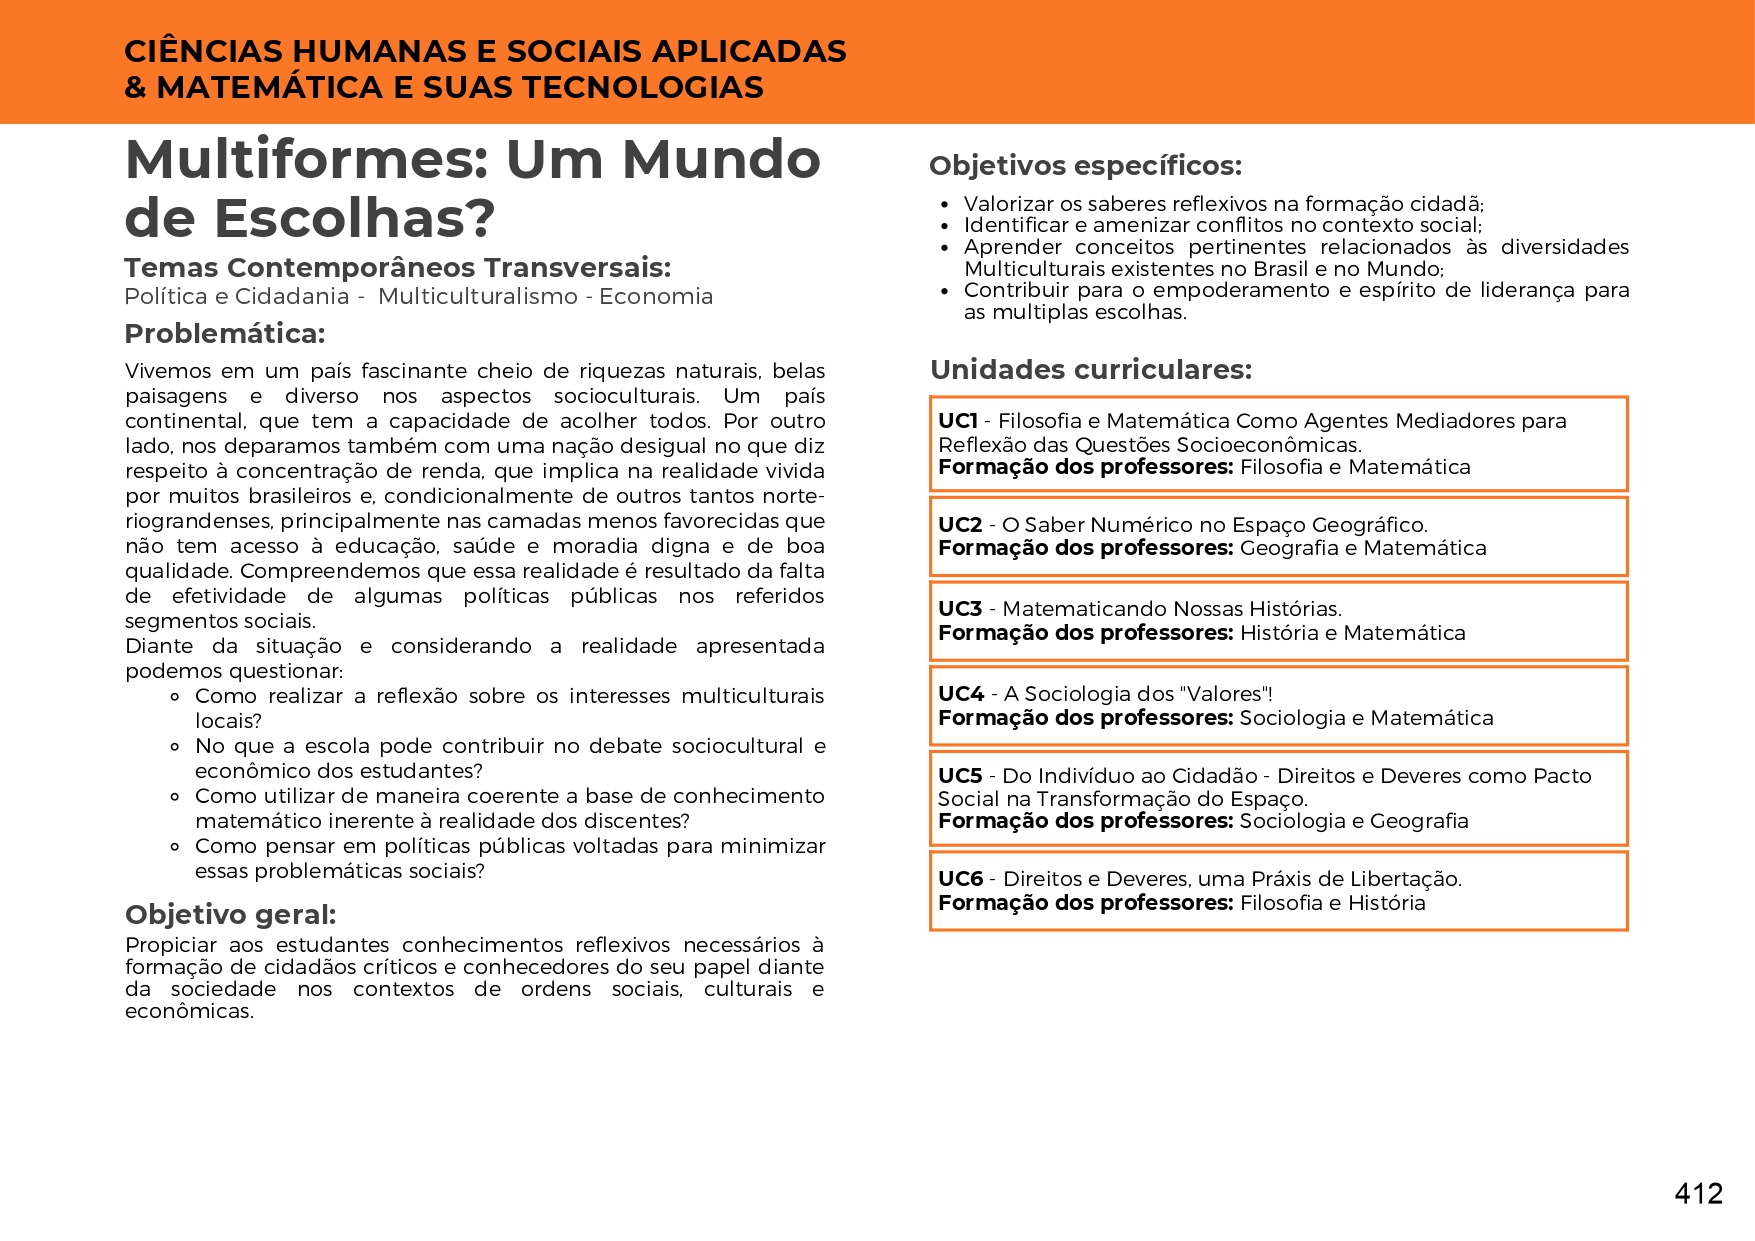 CIÊNCIAS HUMANAS E SOCIAIS APLICADAS
& MATEMÁTICA E SUAS TECNOLOGIAS
Multiformes: Um Mundo
de Escolhas?
Temas Contemporâneos Transversais:
Política e Cidadania - Multiculturalismo - Economia
Problemática:
Vivemos em um país fascinante cheio de riquezas naturais, belas
paisagens e diverso nos aspectos socioculturais. Um país
continental, que tem a capacidade de acolher todos. Por outro
lado, nos deparamos também com uma nação desigual no que diz
respeito à concentração de renda, que implica na realidade vivida
por muitos brasileiros e, condicionalmente de outros tantos norte-
riograndenses, principalmente nas camadas menos favorecidas que
não tem acesso à educação, saúde e moradia digna e de boa
qualidade. Compreendemos que essa realidade é resultado da falta
de efetividade de algumas políticas públicas nos referidos
segmentos sociais.
Diante da situação e considerando a realidade apresentada
podemos questionar:
Como realizar a reflexão sobre os interesses multiculturais
locais?
No que a escola pode contribuir no debate sociocultural e
econômico dos estudantes?
Como utilizar de maneira coerente a base de conhecimento
matemático inerente à realidade dos discentes?
Como pensar em políticas públicas voltadas para minimizar
essas problemáticas sociais?
Objetivo geral:
Propiciar aos estudantes conhecimentos reflexivos necessários à
formação de cidadãos críticos e conhecedores do seu papel diante
da sociedade nos contextos de ordens sociais, culturais e
econômicas.
Objetivos específicos:
• Valorizar os saberes reflexivos na formação cidadã;
• Identificar e amenizar conflitos no contexto social;
• Aprender conceitos pertinentes relacionados às diversidades
Multiculturais existentes no Brasil e no Mundo;
• Contribuir para o empoderamento e espírito de liderança para
as multiplas escolhas.
Unidades curriculares:
UC1 - Filosofia e Matemática Como Agentes Mediadores para
Reflexão das Questões Socioeconômicas.
Formação dos professores: Filosofia e Matemática
UC2 - O Saber Numérico no Espaço Geográfico.
Formação dos professores: Geografia e Matemática
UC3 - Matematicando Nossas Histórias.
Formação dos professores: História e Matemática
UC4 - A Sociologia dos "Valores"!
Formação dos professores: Sociologia e Matemática
UC5 - Do Indivíduo ao Cidadão - Direitos e Deveres como Pacto
Social na Transformação do Espaço.
Formação dos professores: Sociologia e Geografia
UC6 - Direitos e Deveres, uma Práxis de Libertação.
Formação dos professores: Filosofia e História
412